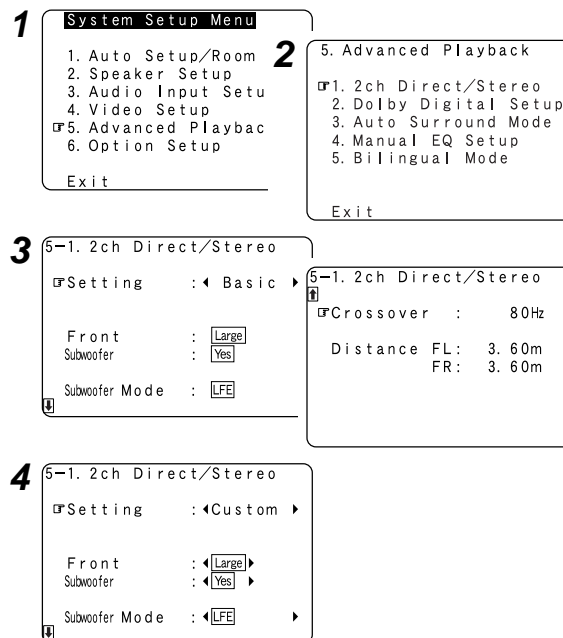 1
System Setup Menu
1. Auto Setup/Room
2. Speaker Setup
3. Audio Input Setu
4. Video Setup
☞5. Advanced Playbac
6. Option Setup
Exit
2
5. Advanced Playback
☞1. 2ch Direct/Stereo
2. Dolby Digital Setup
3. Auto Surround Mode
4. Manual EQ Setup
5. Bilingual Mode
Exit
3
5-1. 2ch Direct/Stereo
☞Setting :◀ Basic ▶
Front : Large
Subwoofer : Yes
Subwoofer Mode : LFE
5-1. 2ch Direct/Stereo
☞Crossover : 80Hz
Distance FL: 3.60m
FR: 3.60m
4
5-1. 2ch Direct/Stereo
☞Setting :◀Custom ▶
Front :◀Large▶
Subwoofer :◀Yes ▶
Subwoofer Mode :◀LFE ▶